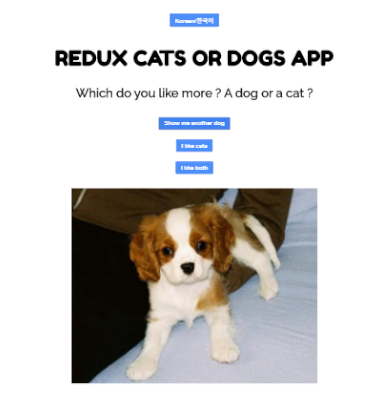 Korean/한국어
REDUX CATS OR DOGS APP
Which do you like more ? A dog or a cat ?
Show me another dog
I like cats
I like both